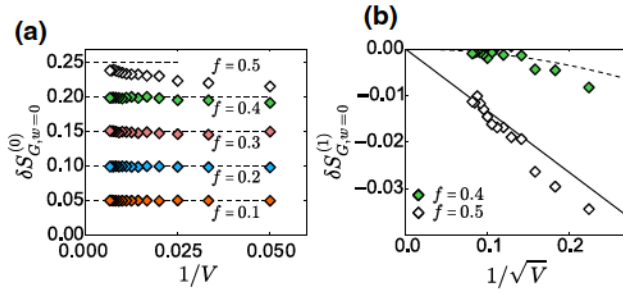 (a)
δS_{G,w=0}^{(0)}
0.25
0.20
0.15
0.10
0.05
0.00
f = 0.5
f = 0.4
f = 0.3
f = 0.2
f = 0.1
0.000
0.025
0.050
1/V
(b)
δS_{G,w=0}^{(1)}
0.00
−0.01
−0.02
−0.03
f = 0.4
f = 0.5
0.0
0.1
0.2
1/√V